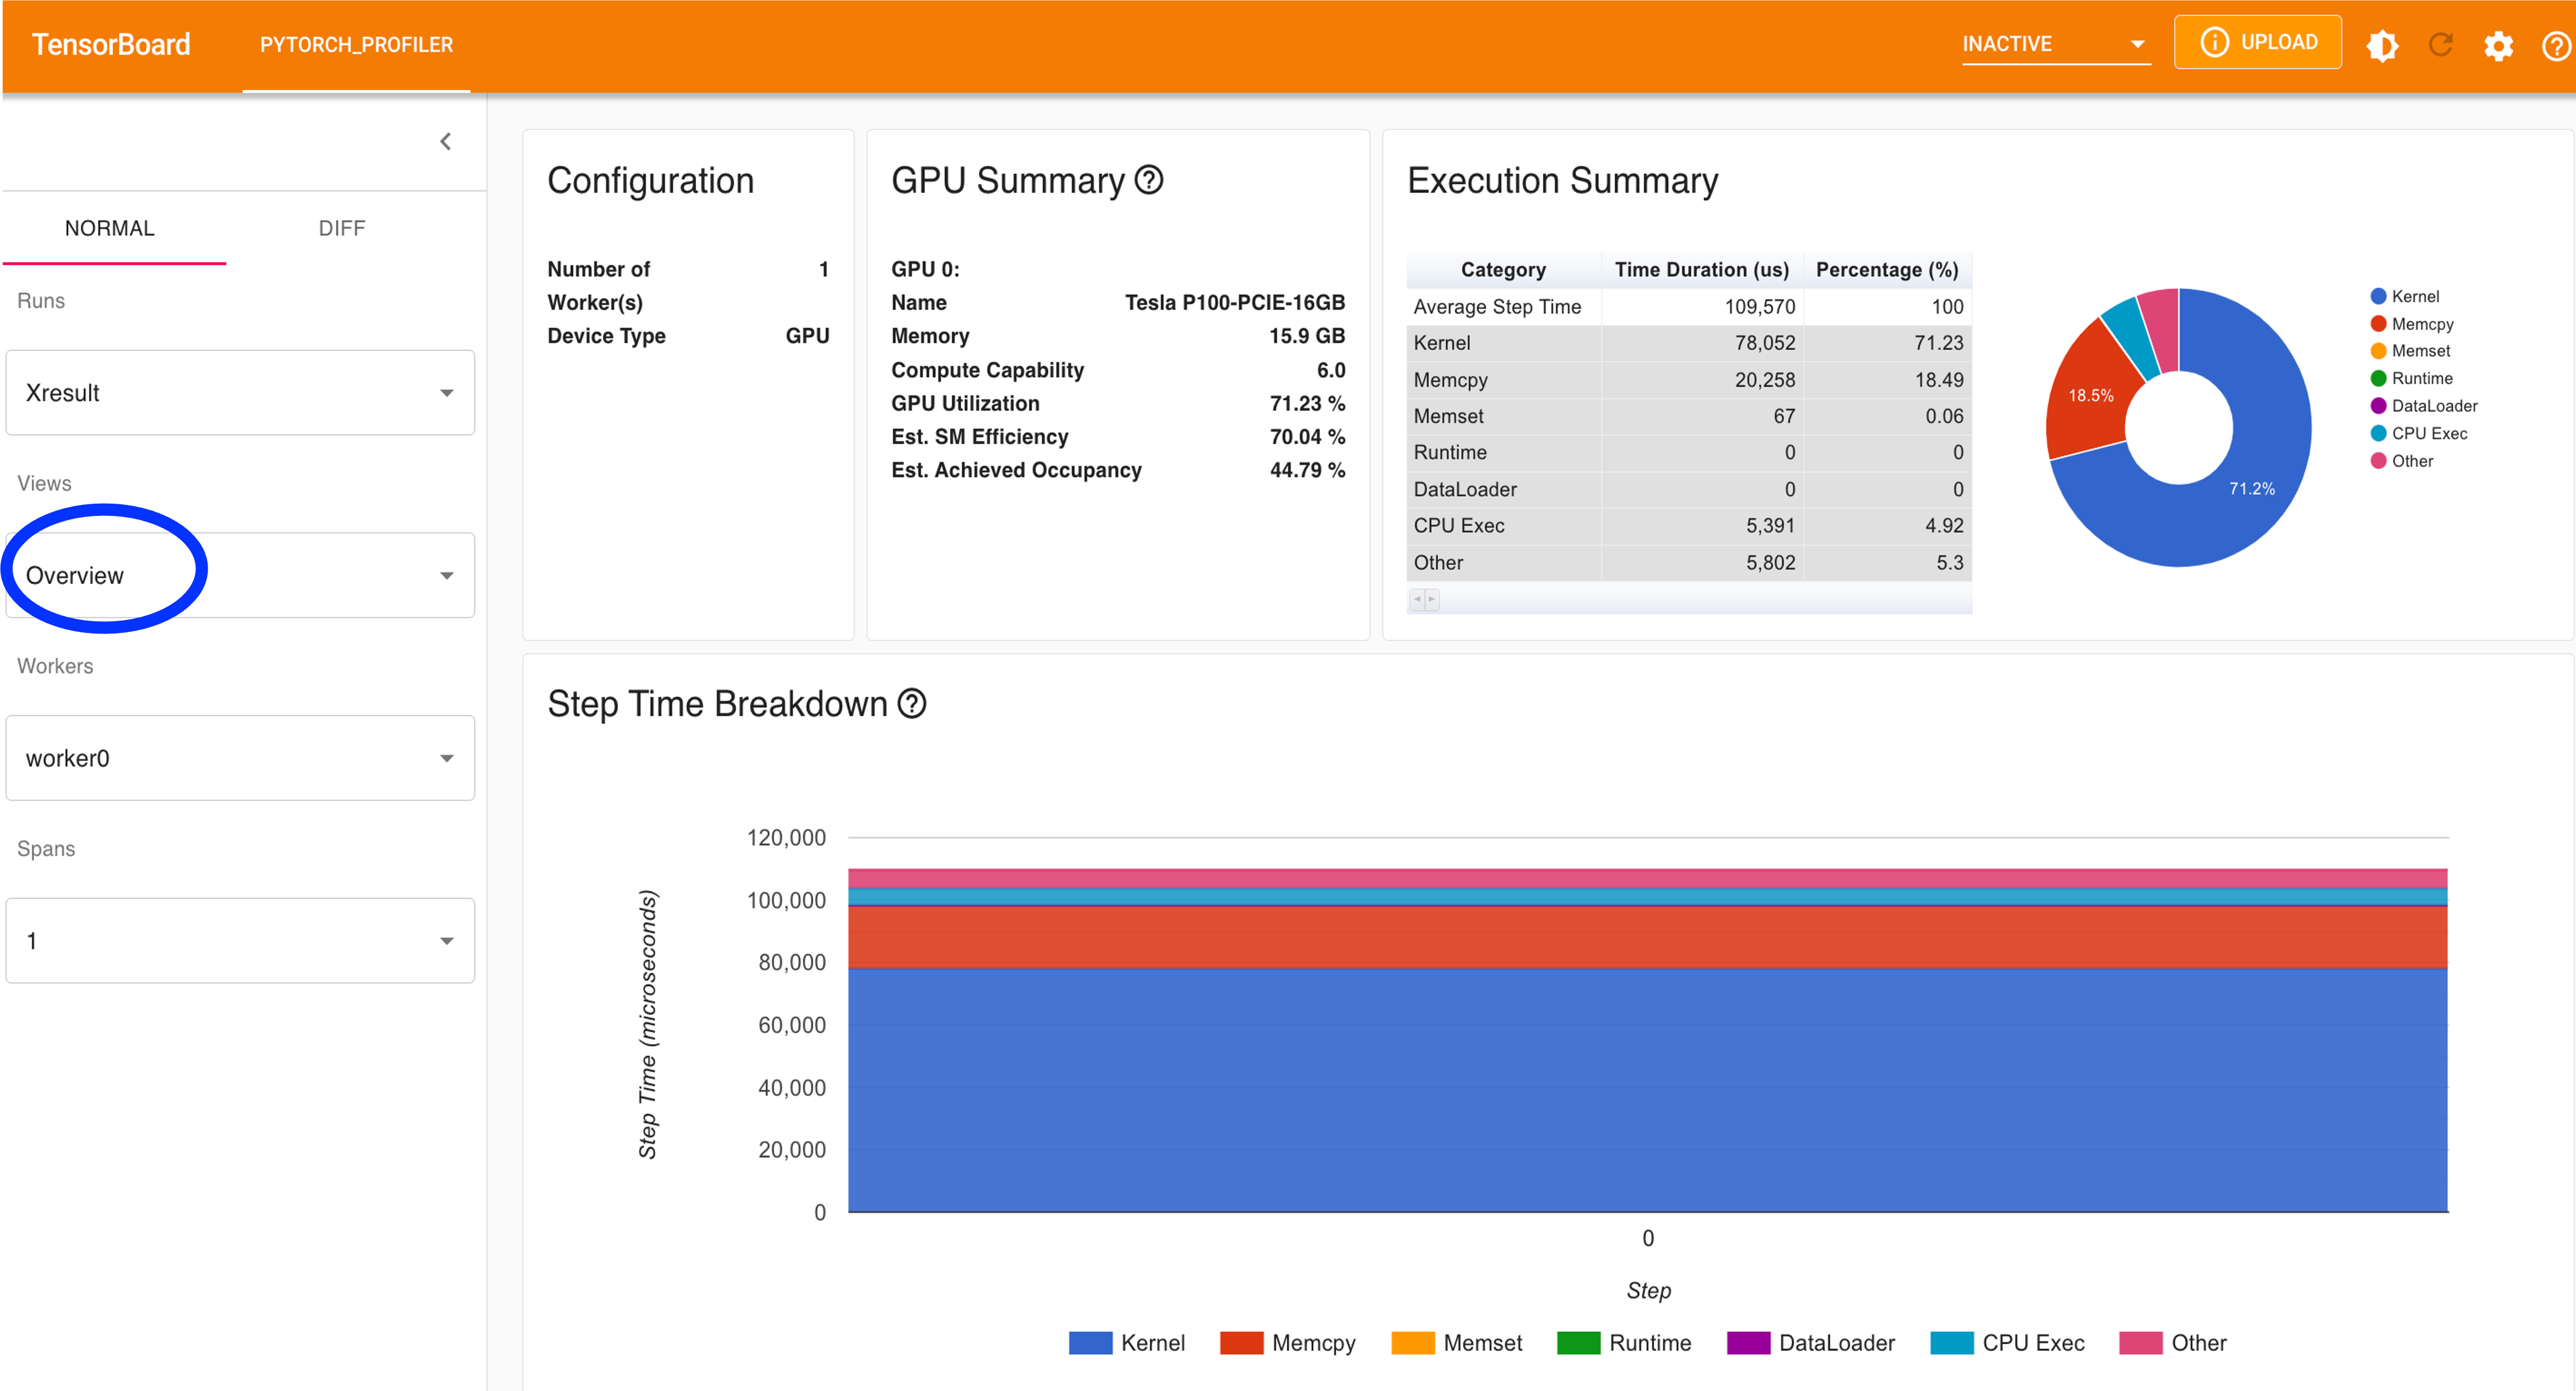 TensorBoard PYTORCH_PROFILER INACTIVE UPLOAD
NORMAL DIFF
Runs
Xresult
Views
Overview
Workers
worker0
Spans
1
Configuration
Number of Worker(s) 1
Device Type GPU
GPU Summary
GPU 0:
Name Tesla P100-PCIE-16GB
Memory 15.9 GB
Compute Capability 6.0
GPU Utilization 71.23 %
Est. SM Efficiency 70.04 %
Est. Achieved Occupancy 44.79 %
Execution Summary
Category Time Duration (us) Percentage (%)
Average Step Time 109,570 100
Kernel 78,052 71.23
Memcpy 20,258 18.49
Memset 67 0.06
Runtime 0 0
DataLoader 0 0
CPU Exec 5,391 4.92
Other 5,802 5.3
18.5%
71.2%
Kernel
Memcpy
Memset
Runtime
DataLoader
CPU Exec
Other
Step Time Breakdown
Step Time (microseconds)
120,000
100,000
80,000
60,000
40,000
20,000
0
0
Step
Kernel Memcpy Memset Runtime DataLoader CPU Exec Other